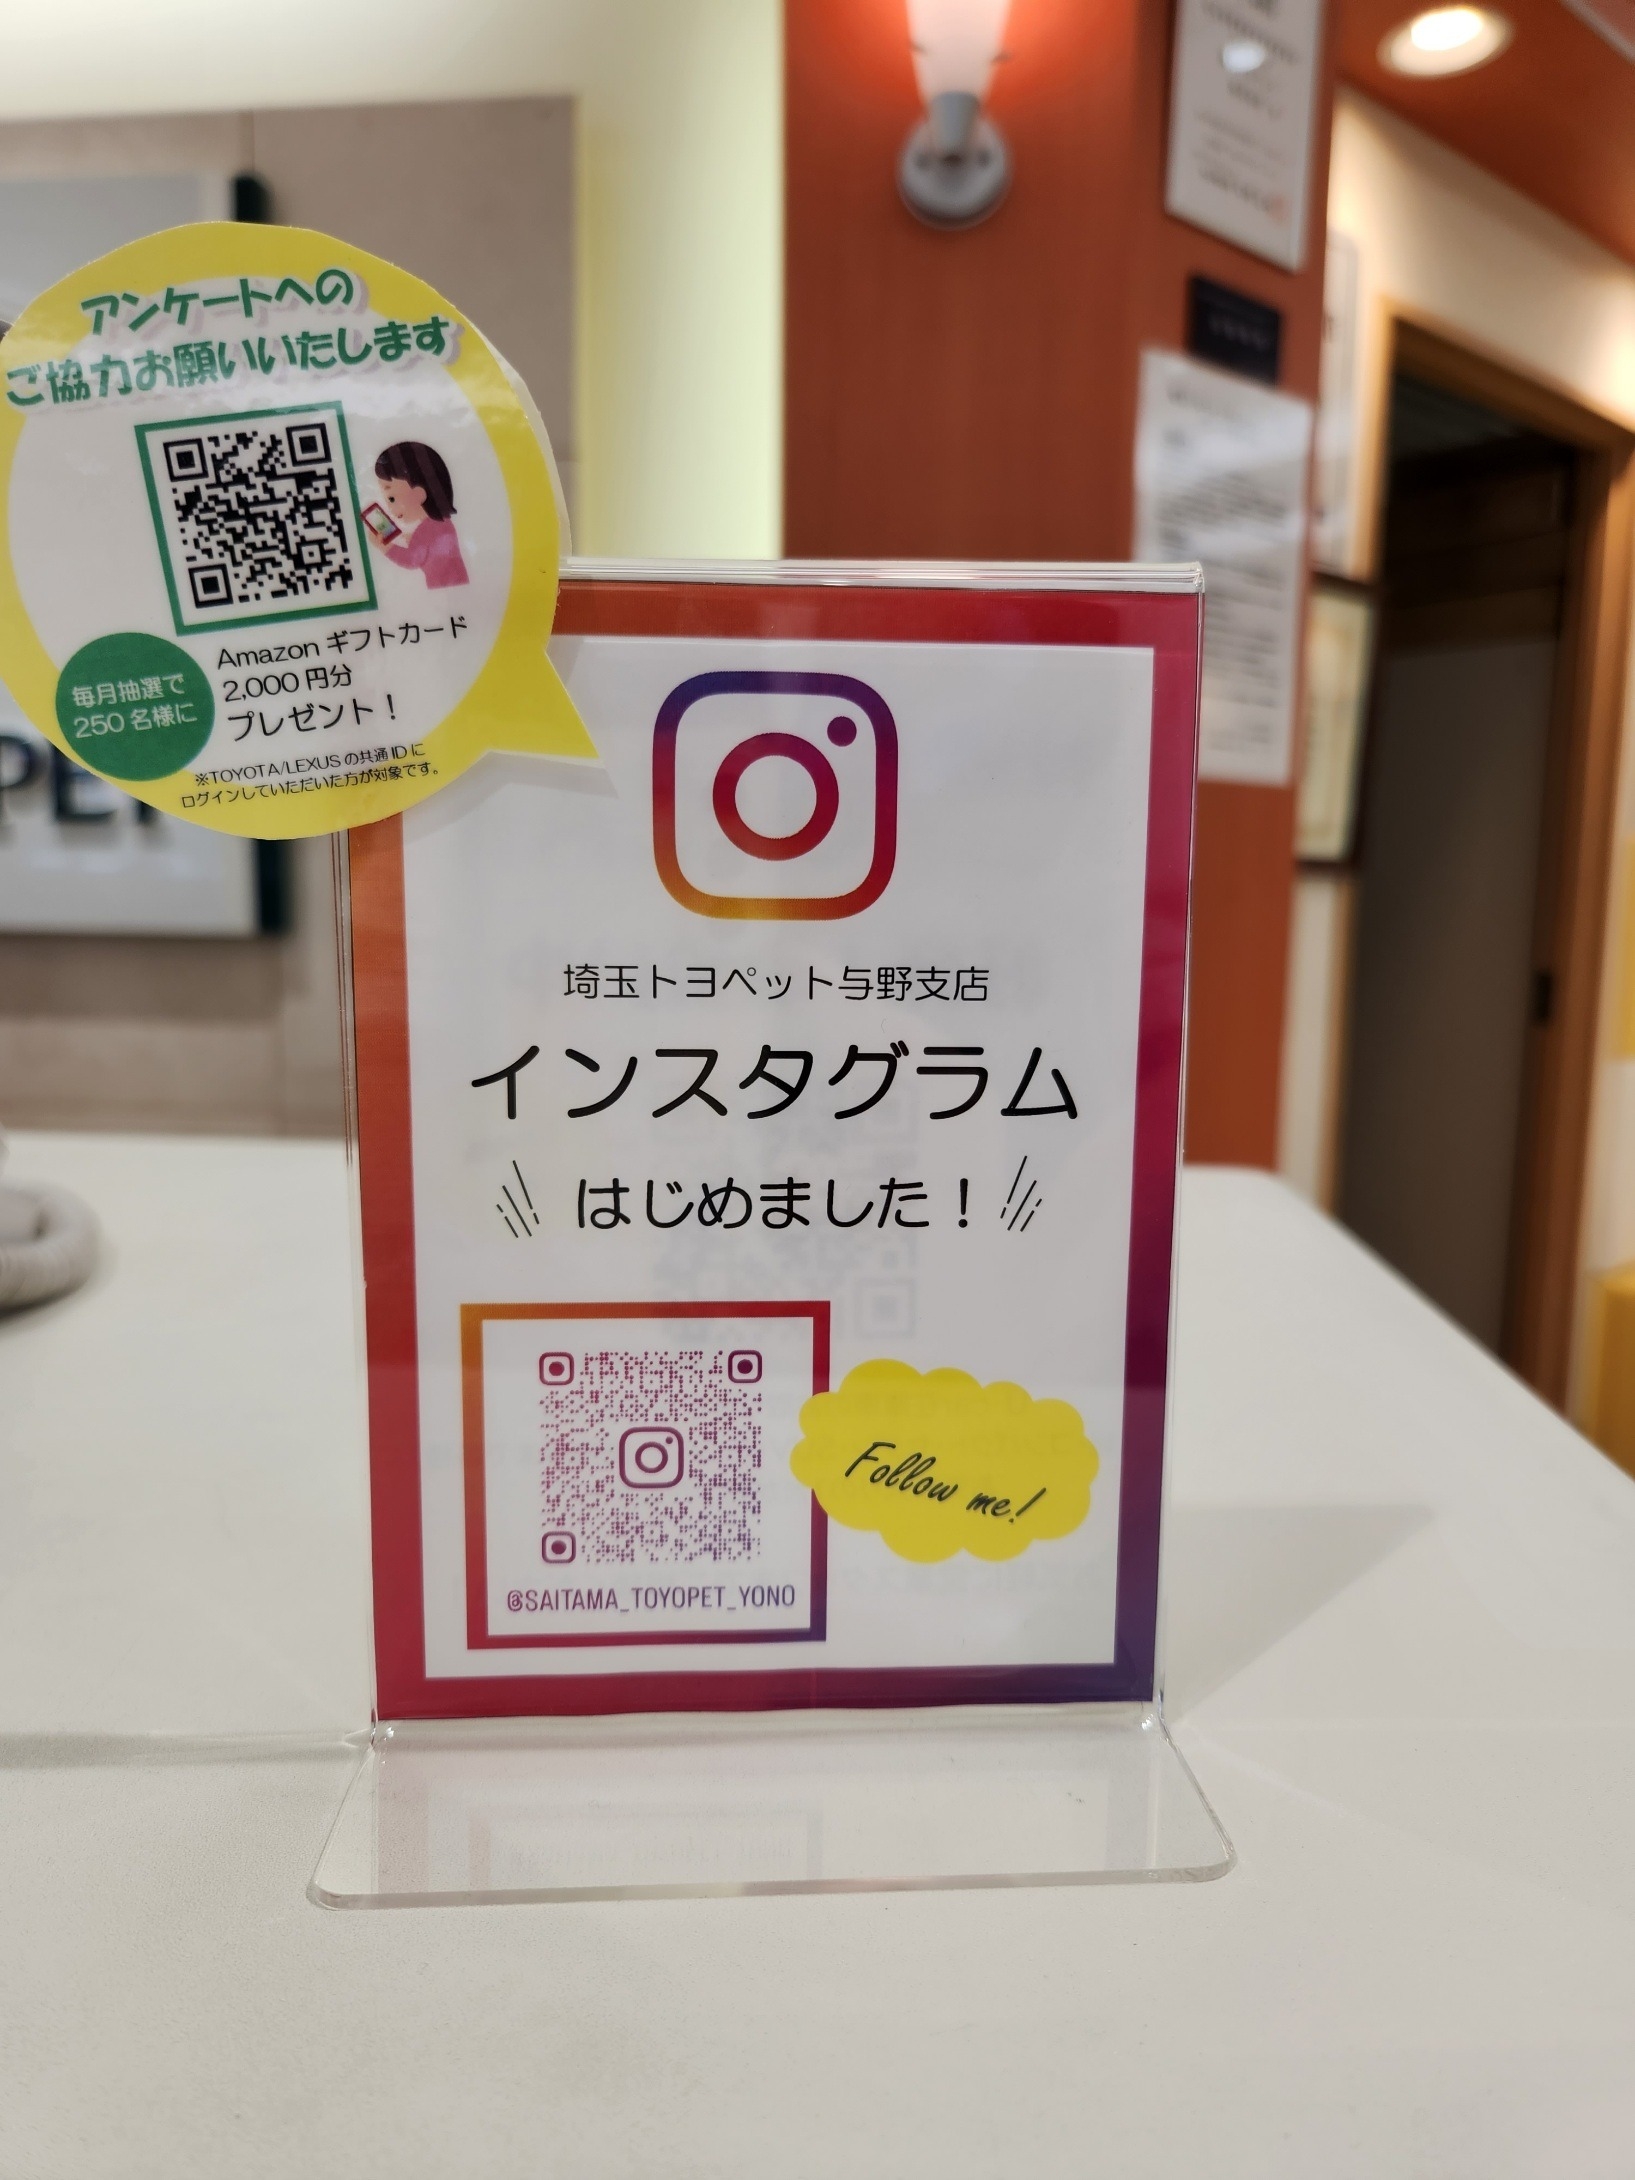 アンケートへの
ご協力お願いいたします
毎月抽選で
250名様に
Amazon ギフトカード
2,000 円分
プレゼント！
※TOYOTA/LEXUS の共通 ID に
ログインしていただいた方が対象です。
埼玉トヨペット与野支店
インスタグラム
はじめました！
Follow me!
@SAITAMA_TOYOPET_YONO